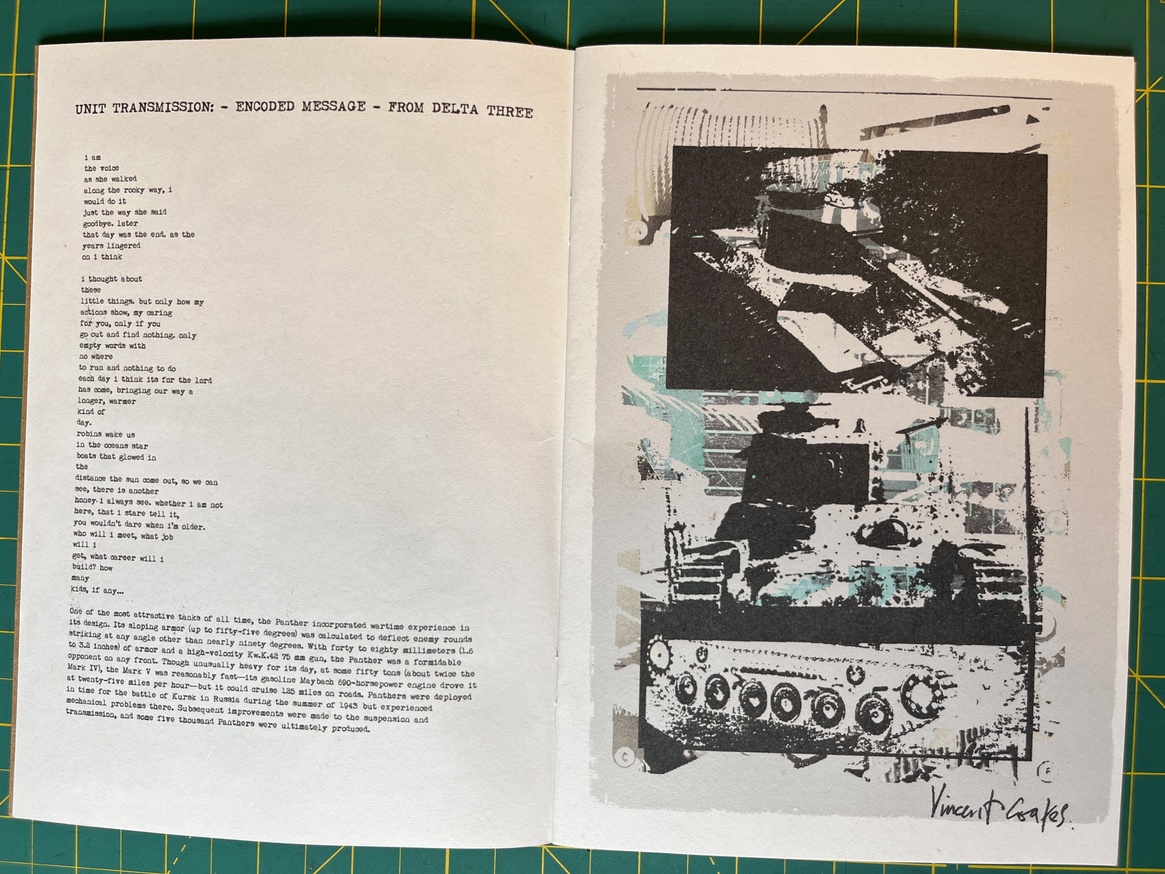 UNIT TRANSMISSION: - ENCODED MESSAGE - FROM DELTA THREE
i am
the voice
as she walked
along the rocky way, i
would do it
just the way she said
goodbye. later
that day was the end. as the
years lingered
on i think
i thought about
these
little things. but only how my
actions show, my caring
for you, only if you
go out and find nothing. only
empty words with
no where
to run and nothing to do
each day i think its for the lord
has come, bringing our way a
longer, warmer
kind of
day.
robins wake us
in the oceans star
boats that glowed in
the
distance the sun come out, so we can
see, there is another
honey i always see. whether i am not
here, that i stare tell it,
you wouldn't dare when i'm older.
who will i meet, what job
will i
get, what career will i
build? how
many
kids, if any...
One of the most attractive tanks of all time, the Panther incorporated wartime experience in
its design. Its sloping armor (up to fifty-five degrees) was calculated to deflect enemy rounds
striking at any angle other than nearly ninety degrees. With forty to eighty millimeters (1.6
to 3.2 inches) of armor and a high-velocity Kw.K.42 75 mm gun, the Panther was a formidable
opponent on any front. Though unusually heavy for its day, at some fifty tons (about twice the
Mark IV), the Mark V was reasonably fast—its gasoline Maybach 690-horsepower engine drove it
at twenty-five miles per hour—but it could cruise 125 miles on roads. Panthers were deployed
in time for the battle of Kursk in Russia during the summer of 1943 but experienced
mechanical problems there. Subsequent improvements were made to the suspension and
transmission, and some five thousand Panthers were ultimately produced.
C
Vincent Coakes.